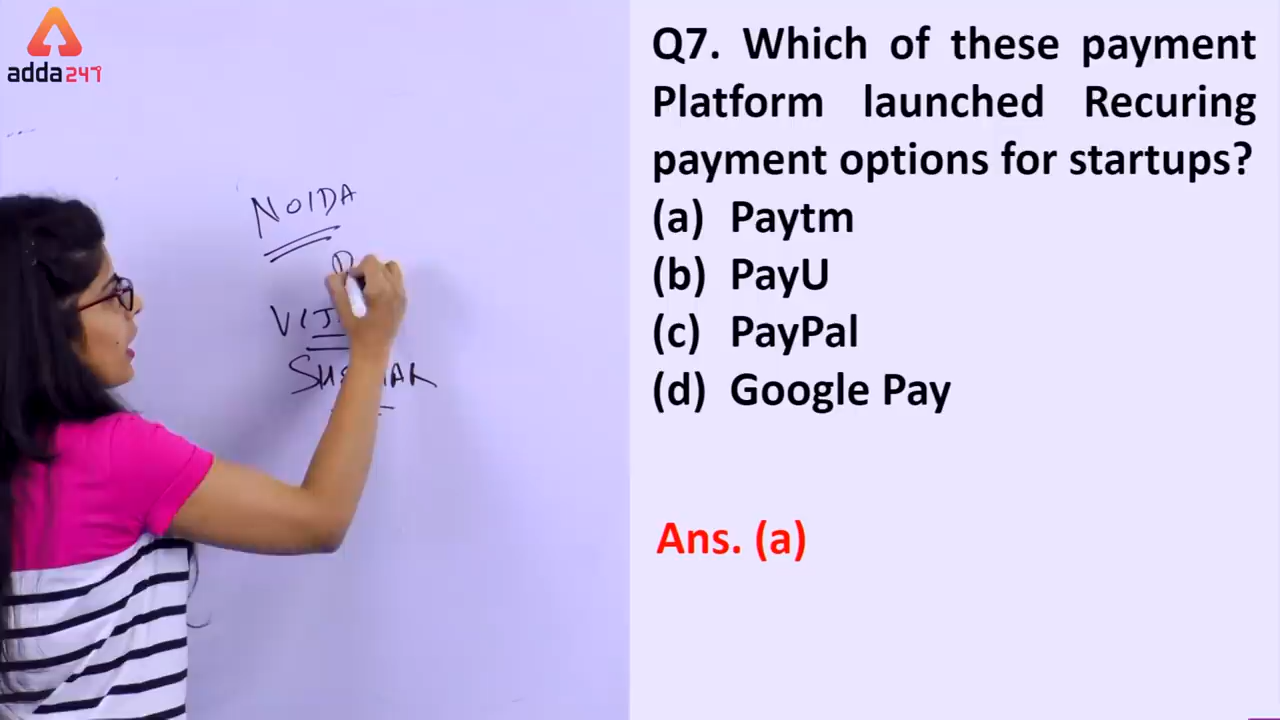 adda247
NOIDA
Q7. Which of these payment
Platform launched Recuring
payment options for startups?
(a) Paytm
(b) PayU
(c) PayPal
(d) Google Pay
Ans. (a)